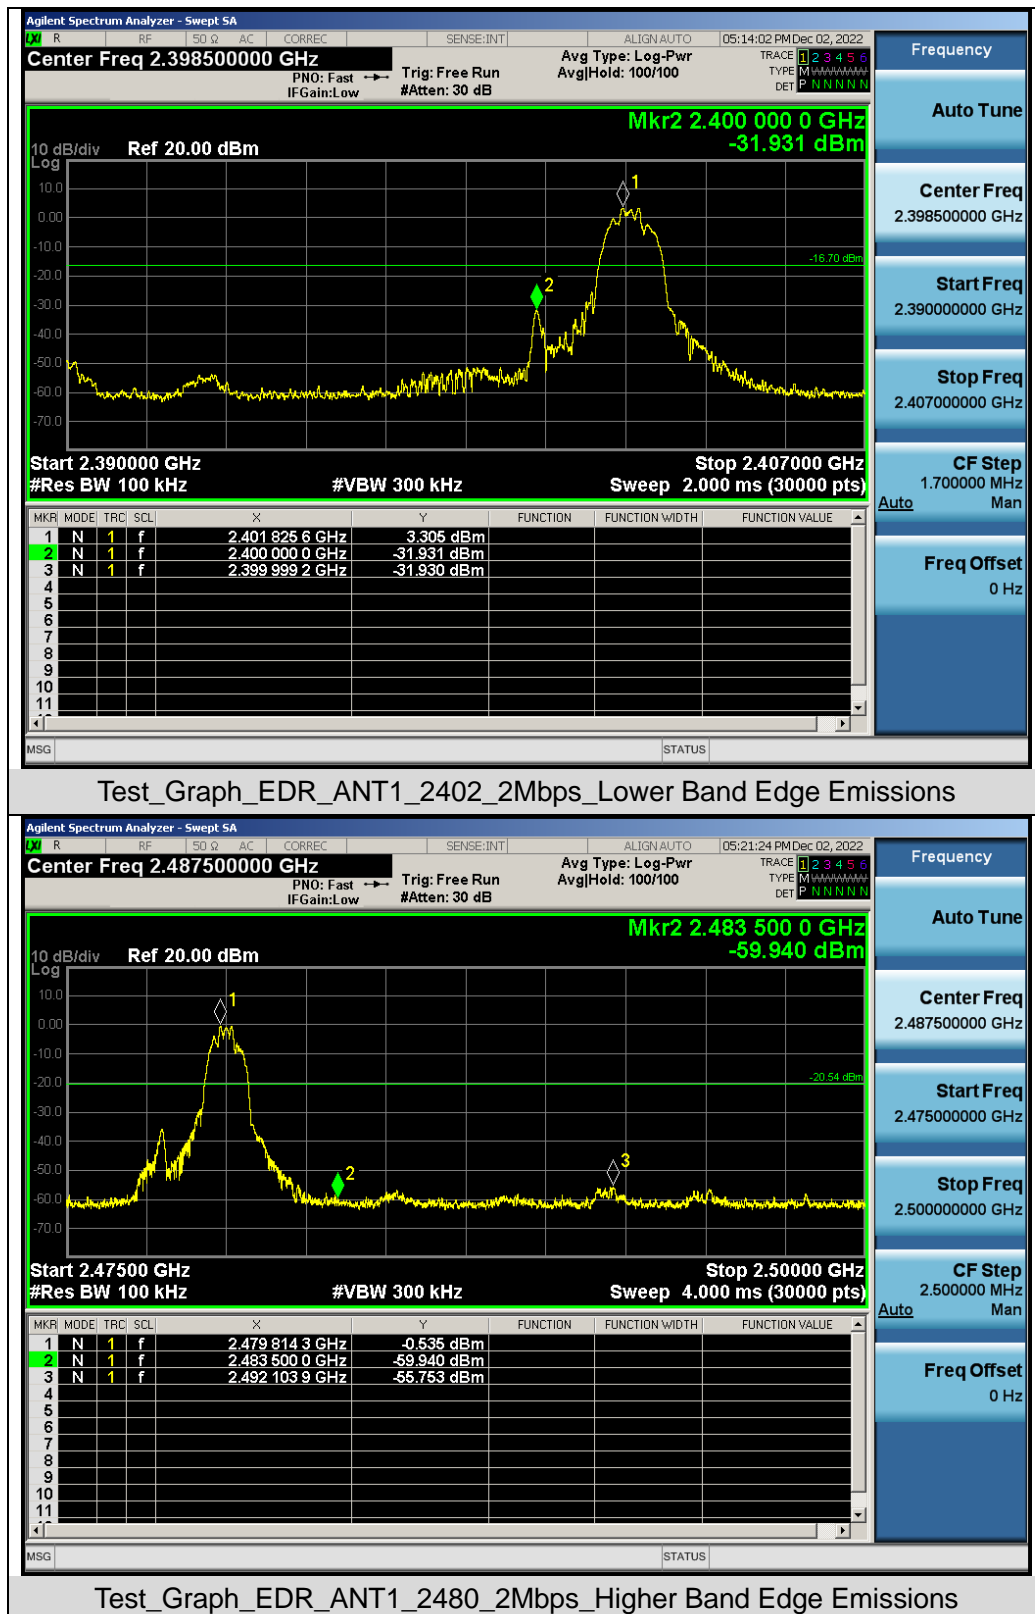 Agilent Spectrum Analyzer - Swept SA
LXI R RF 50 Ω AC CORREC SENSE:INT ALIGN AUTO 05:14:02 PM Dec 02, 2022
Center Freq 2.398500000 GHz
PNO: Fast
IFGain:Low
Trig: Free Run
#Atten: 30 dB
Avg Type: Log-Pwr
Avg|Hold: 100/100
TRACE 1 2 3 4 5 6
TYPE M
DET P N N N N N
Mkr2 2.400 000 0 GHz
-31.931 dBm
10 dB/div Ref 20.00 dBm
Log
10.0
0.00
-10.0
-20.0
-30.0
-40.0
-50.0
-60.0
-70.0
1
2
-16.70 dBm
Start 2.390000 GHz Stop 2.407000 GHz
#Res BW 100 kHz #VBW 300 kHz Sweep 2.000 ms (30000 pts)
MKR MODE TRC SCL X Y FUNCTION FUNCTION WIDTH FUNCTION VALUE
1 N 1 f 2.401 825 6 GHz 3.305 dBm
2 N 1 f 2.400 000 0 GHz -31.931 dBm
3 N 1 f 2.399 999 2 GHz -31.930 dBm
4
5
6
7
8
9
10
11
MSG STATUS
Frequency
Auto Tune
Center Freq
2.398500000 GHz
Start Freq
2.390000000 GHz
Stop Freq
2.407000000 GHz
CF Step
1.700000 MHz
Auto Man
Freq Offset
0 Hz
Test_Graph_EDR_ANT1_2402_2Mbps_Lower Band Edge Emissions
Agilent Spectrum Analyzer - Swept SA
LXI R RF 50 Ω AC CORREC SENSE:INT ALIGN AUTO 05:21:24 PM Dec 02, 2022
Center Freq 2.487500000 GHz
PNO: Fast
IFGain:Low
Trig: Free Run
#Atten: 30 dB
Avg Type: Log-Pwr
Avg|Hold: 100/100
TRACE 1 2 3 4 5 6
TYPE M
DET P N N N N N
Mkr2 2.483 500 0 GHz
-59.940 dBm
10 dB/div Ref 20.00 dBm
Log
10.0
0.00
-10.0
-20.0
-30.0
-40.0
-50.0
-60.0
-70.0
1
2
3
-20.54 dBm
Start 2.47500 GHz Stop 2.50000 GHz
#Res BW 100 kHz #VBW 300 kHz Sweep 4.000 ms (30000 pts)
MKR MODE TRC SCL X Y FUNCTION FUNCTION WIDTH FUNCTION VALUE
1 N 1 f 2.479 814 3 GHz -0.535 dBm
2 N 1 f 2.483 500 0 GHz -59.940 dBm
3 N 1 f 2.492 103 9 GHz -55.753 dBm
4
5
6
7
8
9
10
11
MSG STATUS
Frequency
Auto Tune
Center Freq
2.487500000 GHz
Start Freq
2.475000000 GHz
Stop Freq
2.500000000 GHz
CF Step
2.500000 MHz
Auto Man
Freq Offset
0 Hz
Test_Graph_EDR_ANT1_2480_2Mbps_Higher Band Edge Emissions